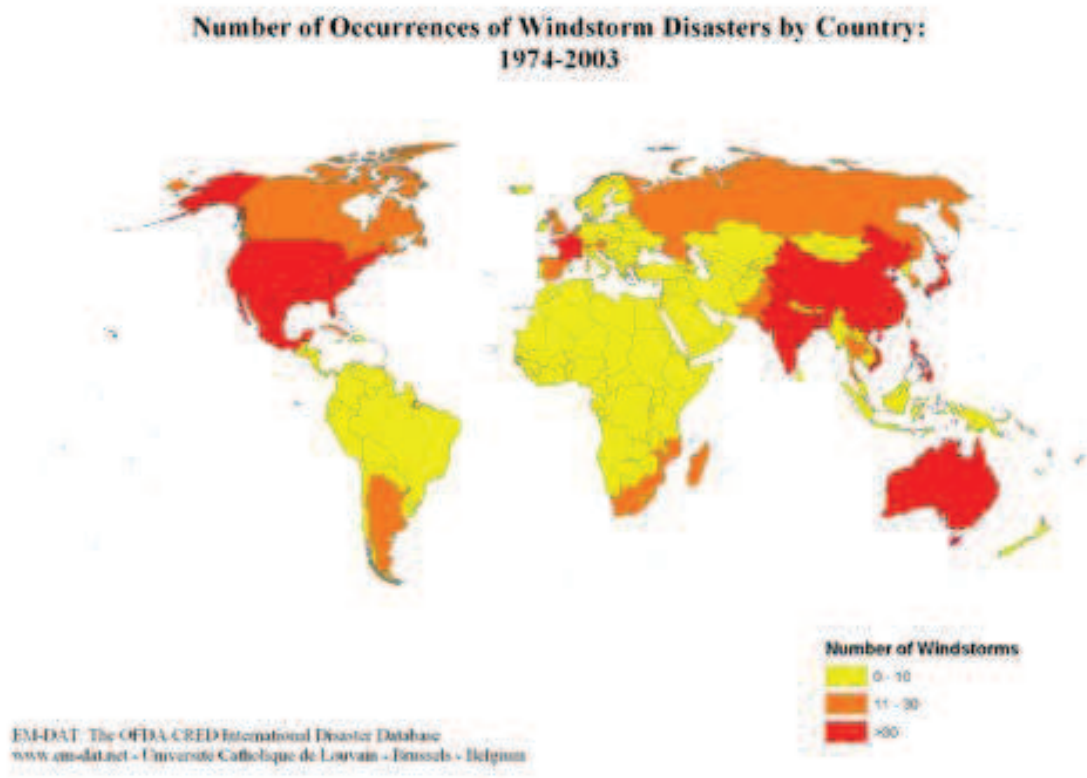 Number of Occurrences of Windstorm Disasters by Country:
1974-2003
Number of Windstorms
0 - 10
11 - 30
>30
EM-DAT: The OFDA CRED International Disaster Database
www.em-dat.net - Université Catholique de Louvain - Brussels - Belgium